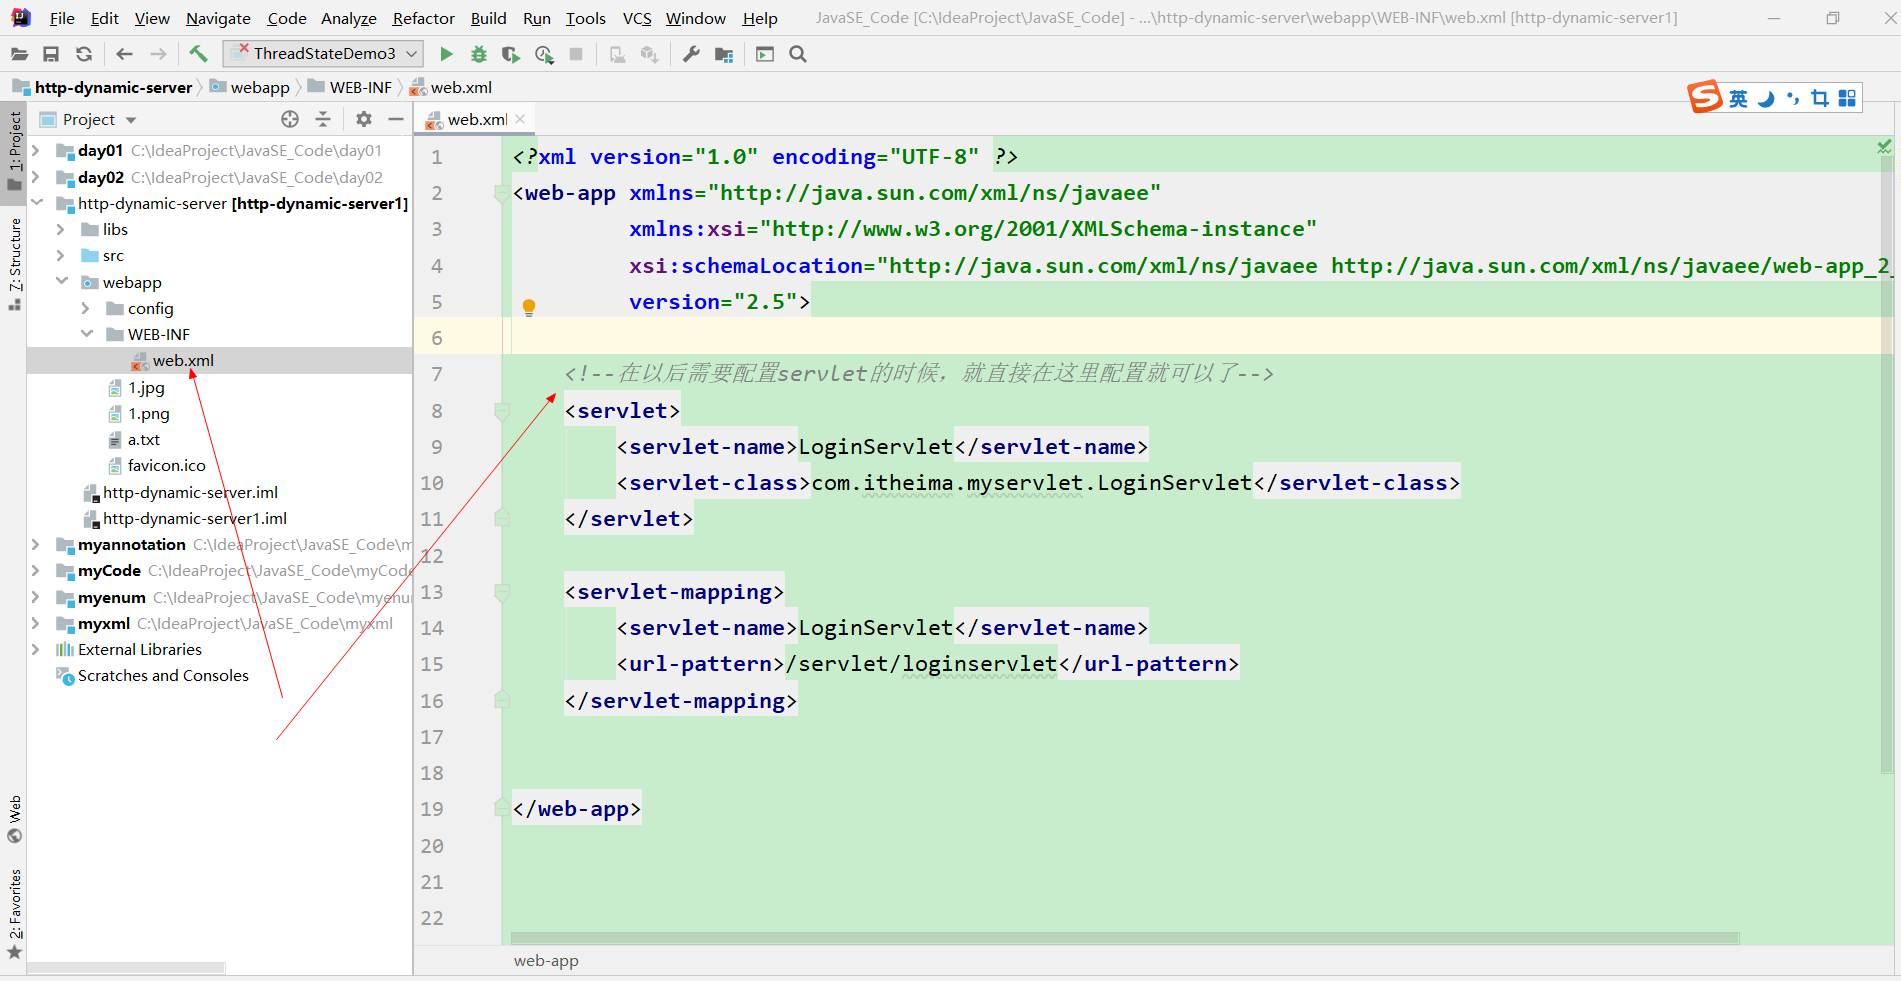 File Edit View Navigate Code Analyze Refactor Build Run Tools VCS Window Help JavaSE_Code [C:\IdeaProject\JavaSE_Code] - ...\http-dynamic-server\webapp\WEB-INF\web.xml [http-dynamic-server1]
ThreadStateDemo3
http-dynamic-server webapp WEB-INF web.xml
英
1: Project
7: Structure
Web
2: Favorites
Project
day01 C:\IdeaProject\JavaSE_Code\day01
day02 C:\IdeaProject\JavaSE_Code\day02
http-dynamic-server [http-dynamic-server1]
libs
src
webapp
config
WEB-INF
web.xml
1.jpg
1.png
a.txt
favicon.ico
http-dynamic-server.iml
http-dynamic-server1.iml
myannotation C:\IdeaProject\JavaSE_Code\m
myCode C:\IdeaProject\JavaSE_Code\myCode
myenum C:\IdeaProject\JavaSE_Code\myenu
myxml C:\IdeaProject\JavaSE_Code\myxml
External Libraries
Scratches and Consoles
web.xml
1 <?xml version="1.0" encoding="UTF-8" ?>
2 <web-app xmlns="http://java.sun.com/xml/ns/javaee"
3 xmlns:xsi="http://www.w3.org/2001/XMLSchema-instance"
4 xsi:schemaLocation="http://java.sun.com/xml/ns/javaee http://java.sun.com/xml/ns/javaee/web-app_2_
5 version="2.5">
6
7 <!--在以后需要配置servlet的时候，就直接在这里配置就可以了-->
8 <servlet>
9 <servlet-name>LoginServlet</servlet-name>
10 <servlet-class>com.itheima.myservlet.LoginServlet</servlet-class>
11 </servlet>
12
13 <servlet-mapping>
14 <servlet-name>LoginServlet</servlet-name>
15 <url-pattern>/servlet/loginservlet</url-pattern>
16 </servlet-mapping>
17
18
19 </web-app>
20
21
22
web-app